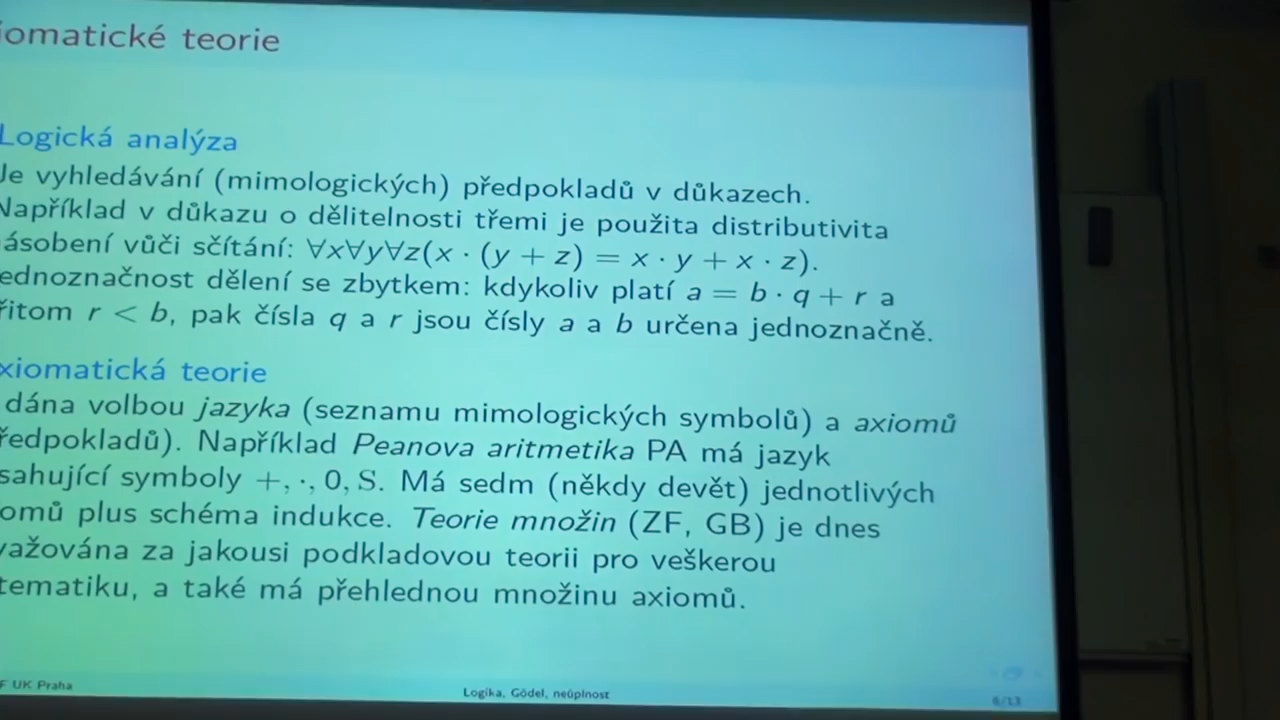 iomatické teorie
Logická analýza
Je vyhledávání (mimologických) předpokladů v důkazech.
Například v důkazu o dělitelnosti třemi je použita distributivita
ásobení vůči sčítání: ∀x∀y∀z(x · (y + z) = x · y + x · z).
ednoznačnost dělení se zbytkem: kdykoliv platí a = b · q + r a
řitom r < b, pak čísla q a r jsou čísly a a b určena jednoznačně.
xiomatická teorie
dána volbou jazyka (seznamu mimologických symbolů) a axiomů
ředpokladů). Například Peanova aritmetika PA má jazyk
sahující symboly +, ·, 0, S. Má sedm (někdy devět) jednotlivých
omů plus schéma indukce. Teorie množin (ZF, GB) je dnes
važována za jakousi podkladovou teorii pro veškerou
tematiku, a také má přehlednou množinu axiomů.
F UK Praha
Logika, Gödel, neúplnost
6/13